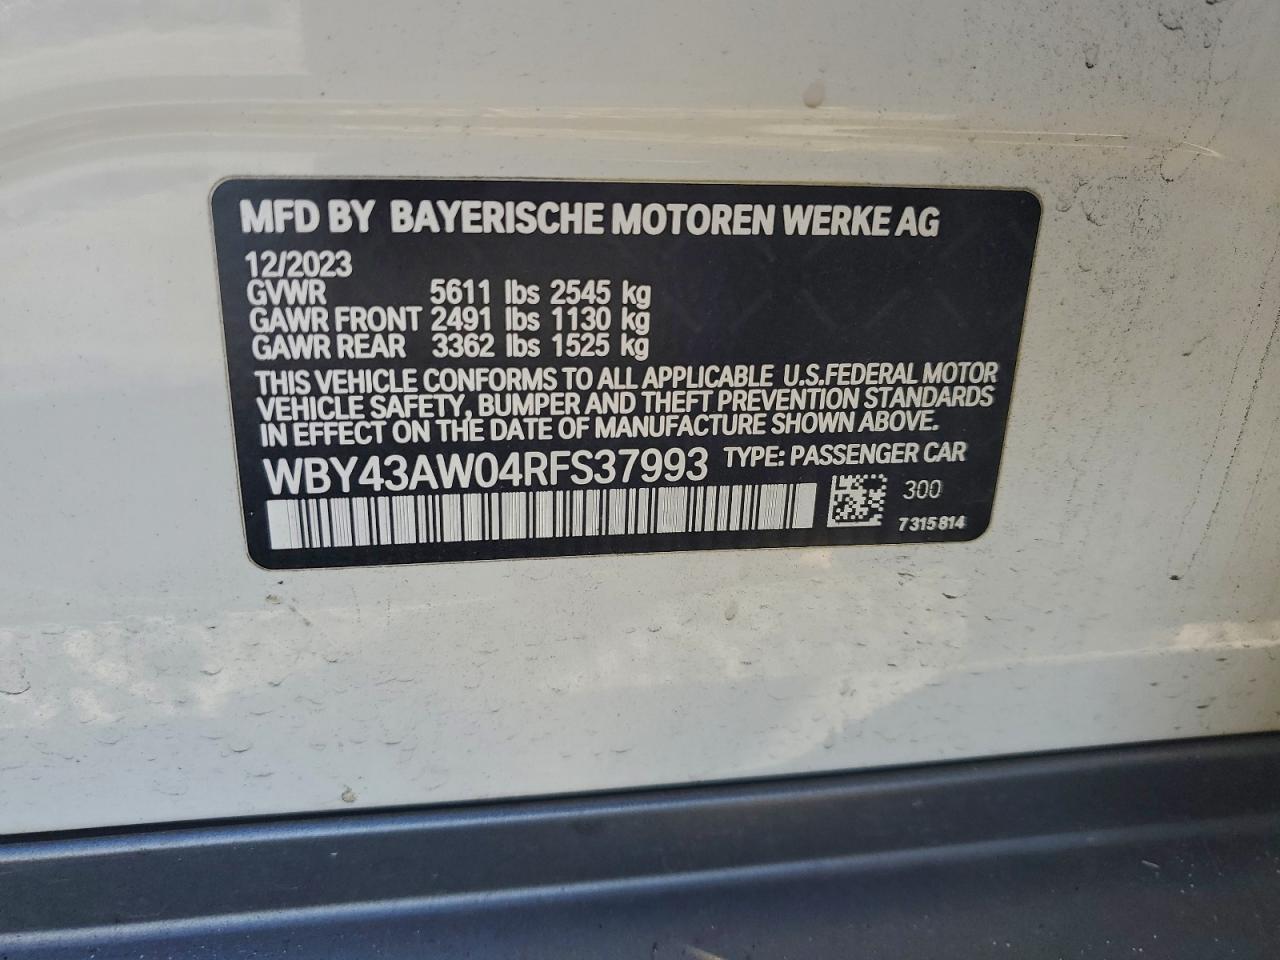 MFD BY BAYERISCHE MOTOREN WERKE AG
12/2023
GVWR 5611 lbs 2545 kg
GAWR FRONT 2491 lbs 1130 kg
GAWR REAR 3362 lbs 1525 kg
THIS VEHICLE CONFORMS TO ALL APPLICABLE U.S.FEDERAL MOTOR
VEHICLE SAFETY, BUMPER AND THEFT PREVENTION STANDARDS
IN EFFECT ON THE DATE OF MANUFACTURE SHOWN ABOVE.
WBY43AW04RFS37993 TYPE: PASSENGER CAR
300
7315814